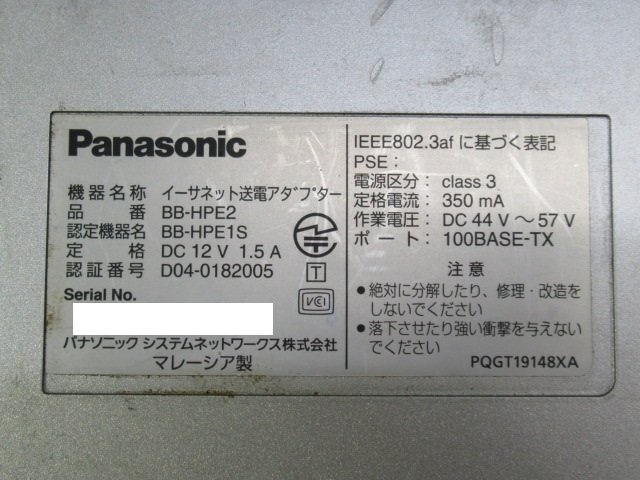 Panasonic
機器名称 イーサネット送電アダプター
品番 BB-HPE2
認定機器名 BB-HPE1S
定格 DC 12 V 1.5 A
認証番号 D04-0182005
T
VCI
Serial No.
パナソニック システムネットワークス株式会社
マレーシア製
IEEE802.3af に基づく表記
PSE:
電源区分: class 3
定格電流: 350 mA
作業電圧: DC 44 V ～ 57 V
ポート: 100BASE-TX
注意
●絶対に分解したり、修理・改造を
しないでください
●落下させたり強い衝撃を与えない
でください
PQGT19148XA